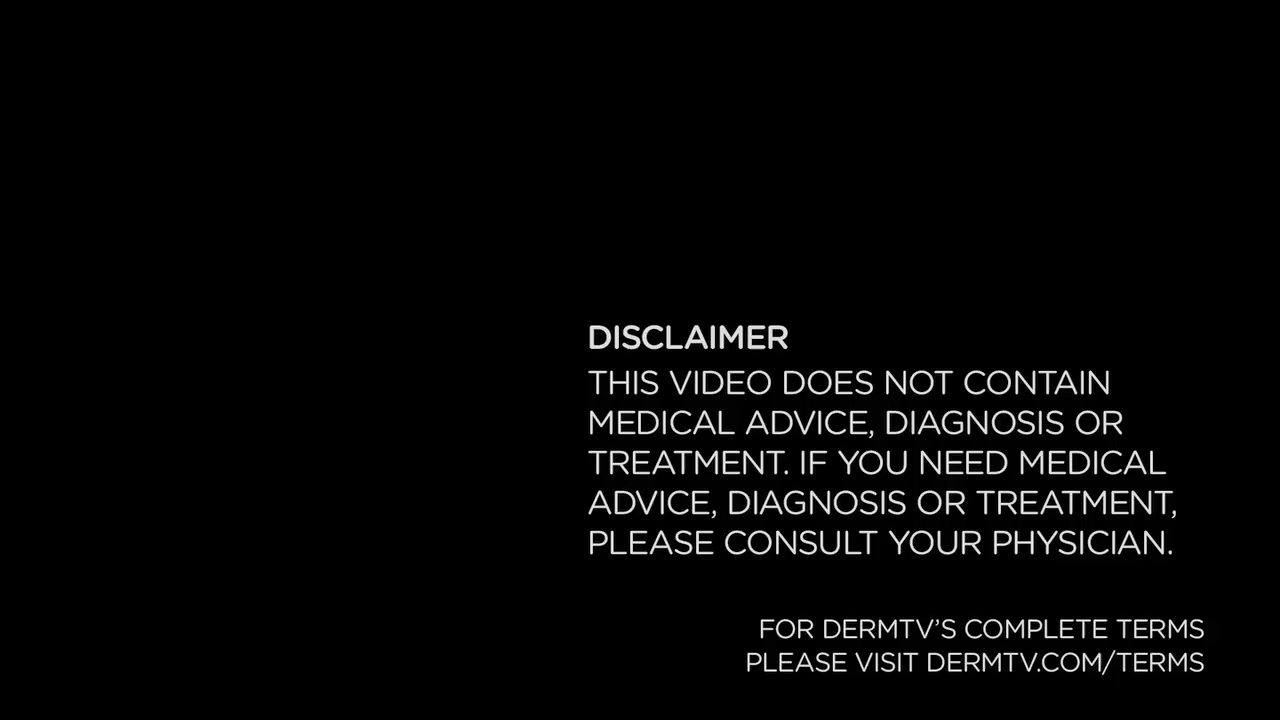 DISCLAIMER
THIS VIDEO DOES NOT CONTAIN
MEDICAL ADVICE, DIAGNOSIS OR
TREATMENT. IF YOU NEED MEDICAL
ADVICE, DIAGNOSIS OR TREATMENT,
PLEASE CONSULT YOUR PHYSICIAN.
FOR DERMTV’S COMPLETE TERMS
PLEASE VISIT DERMTV.COM/TERMS